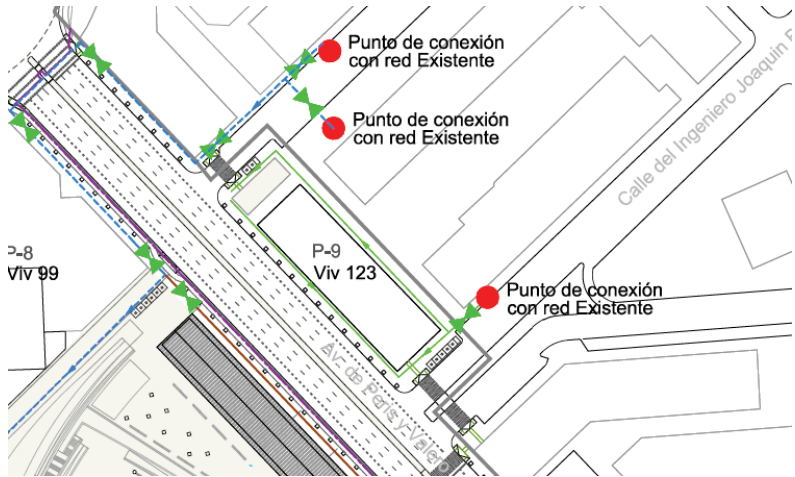 Punto de conexión
con red Existente
Punto de conexión
con red Existente
Calle del Ingeniero Joaquin
P-8
Viv 99
P-9
Viv 123
Punto de conexión
con red Existente
Av. de Peris y Valero